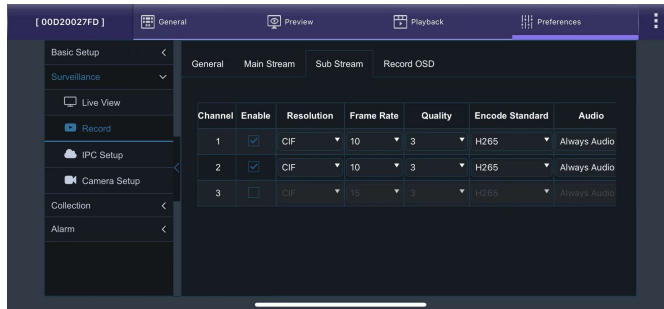 [ 00D20027FD ] General Preview Playback Preferences
Basic Setup
Surveillance
Live View
Record
IPC Setup
Camera Setup
Collection
Alarm
General Main Stream Sub Stream Record OSD
Channel Enable Resolution Frame Rate Quality Encode Standard Audio
1 CIF 10 3 H265 Always Audio
2 CIF 10 3 H265 Always Audio
3 CIF 15 3 H265 Always Audio